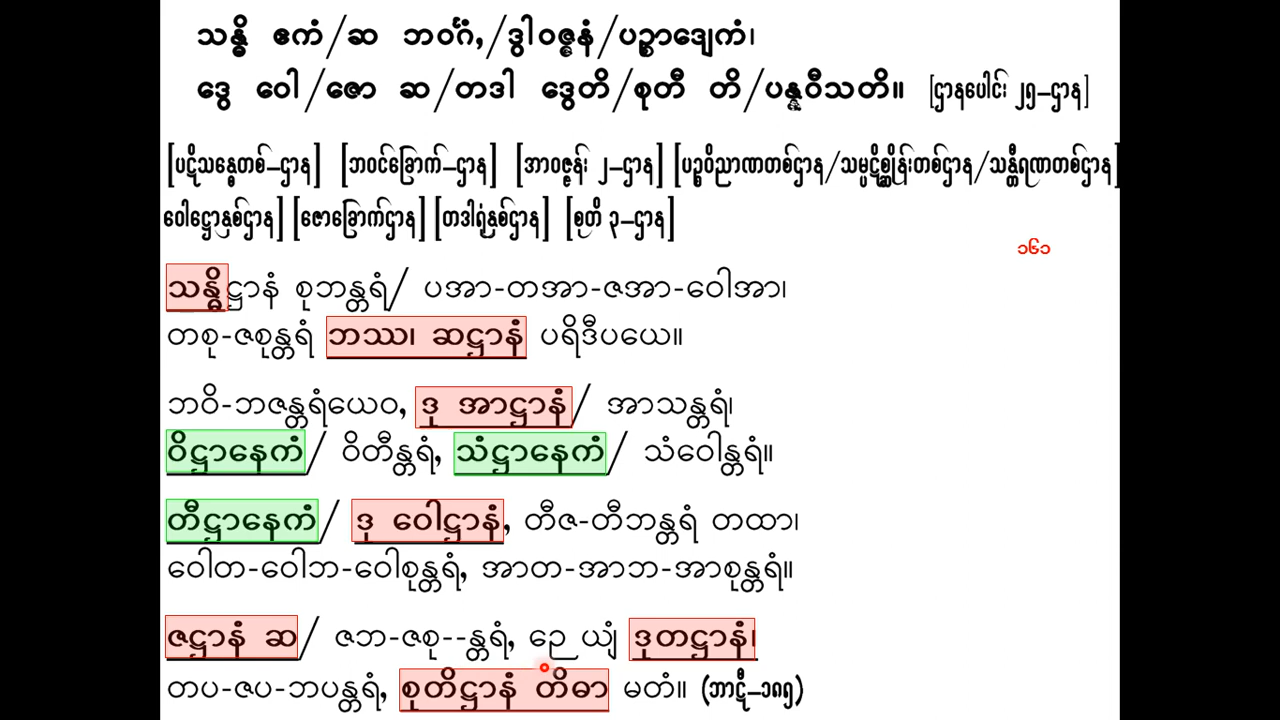 သန္ဓိ ဧကံ/ဆ ဘဝင်္ဂံ,/ဒွါဝဇ္ဇနံ/ပဉ္စာဒျေကံ၊
ဒွေ ဝေါ/ဇော ဆ/တဒါ ဒွေတိ/စုတီ တိ/ပန္နဝီသတိ။ [ဌာနပေါင်း ၂၅–ဌာန]
[ပဋိသန္ဓေတစ်–ဌာန] [ဘဝင်ခြောက်–ဌာန] [အာဝဇ္ဇန်း ၂–ဌာန] [ပဉ္စဝိညာဏတစ်ဌာန/သမ္ပဋိစ္ဆိုန်းတစ်ဌာန/သန္တီရဏတစ်ဌာန]
ဝေါဋ္ဌောနှစ်ဌာန] [ဇောခြောက်ဌာန] [တဒါရုံနှစ်ဌာန] [စုတိ ၃–ဌာန]
၁၆၁
သန္ဓိဋ္ဌာနံ စုဘန္တရံ/ ပအာ-တအာ-ဇအာ-ဝေါအာ၊
တစု-ဇစုန္တရံ ဘဿ၊ ဆဋ္ဌာနံ ပရိဒီပယေ။
ဘဝိ-ဘဇန္တရံယေဝ, ဒု အာဋ္ဌာနံ/ အာသန္တရံ၊
ဝိဋ္ဌာနေကံ/ ဝိတီန္တရံ, သံဋ္ဌာနေကံ/ သံဝေါန္တရံ။
တီဋ္ဌာနေကံ/ ဒု ဝေါဋ္ဌာနံ, တီဇ-တီဘန္တရံ တထာ၊
ဝေါတ-ဝေါဘ-ဝေါစုန္တရံ, အာတ-အာဘ-အာစုန္တရံ။
ဇဋ္ဌာနံ ဆ/ ဇဘ-ဇစု--န္တရံ, ဉေယျံ ဒုတဋ္ဌာနံ၊
တပ-ဇပ-ဘပန္တရံ, စုတိဋ္ဌာနံ တိဓာ မတံ။ (ဘာဋီ–၁၈၅)